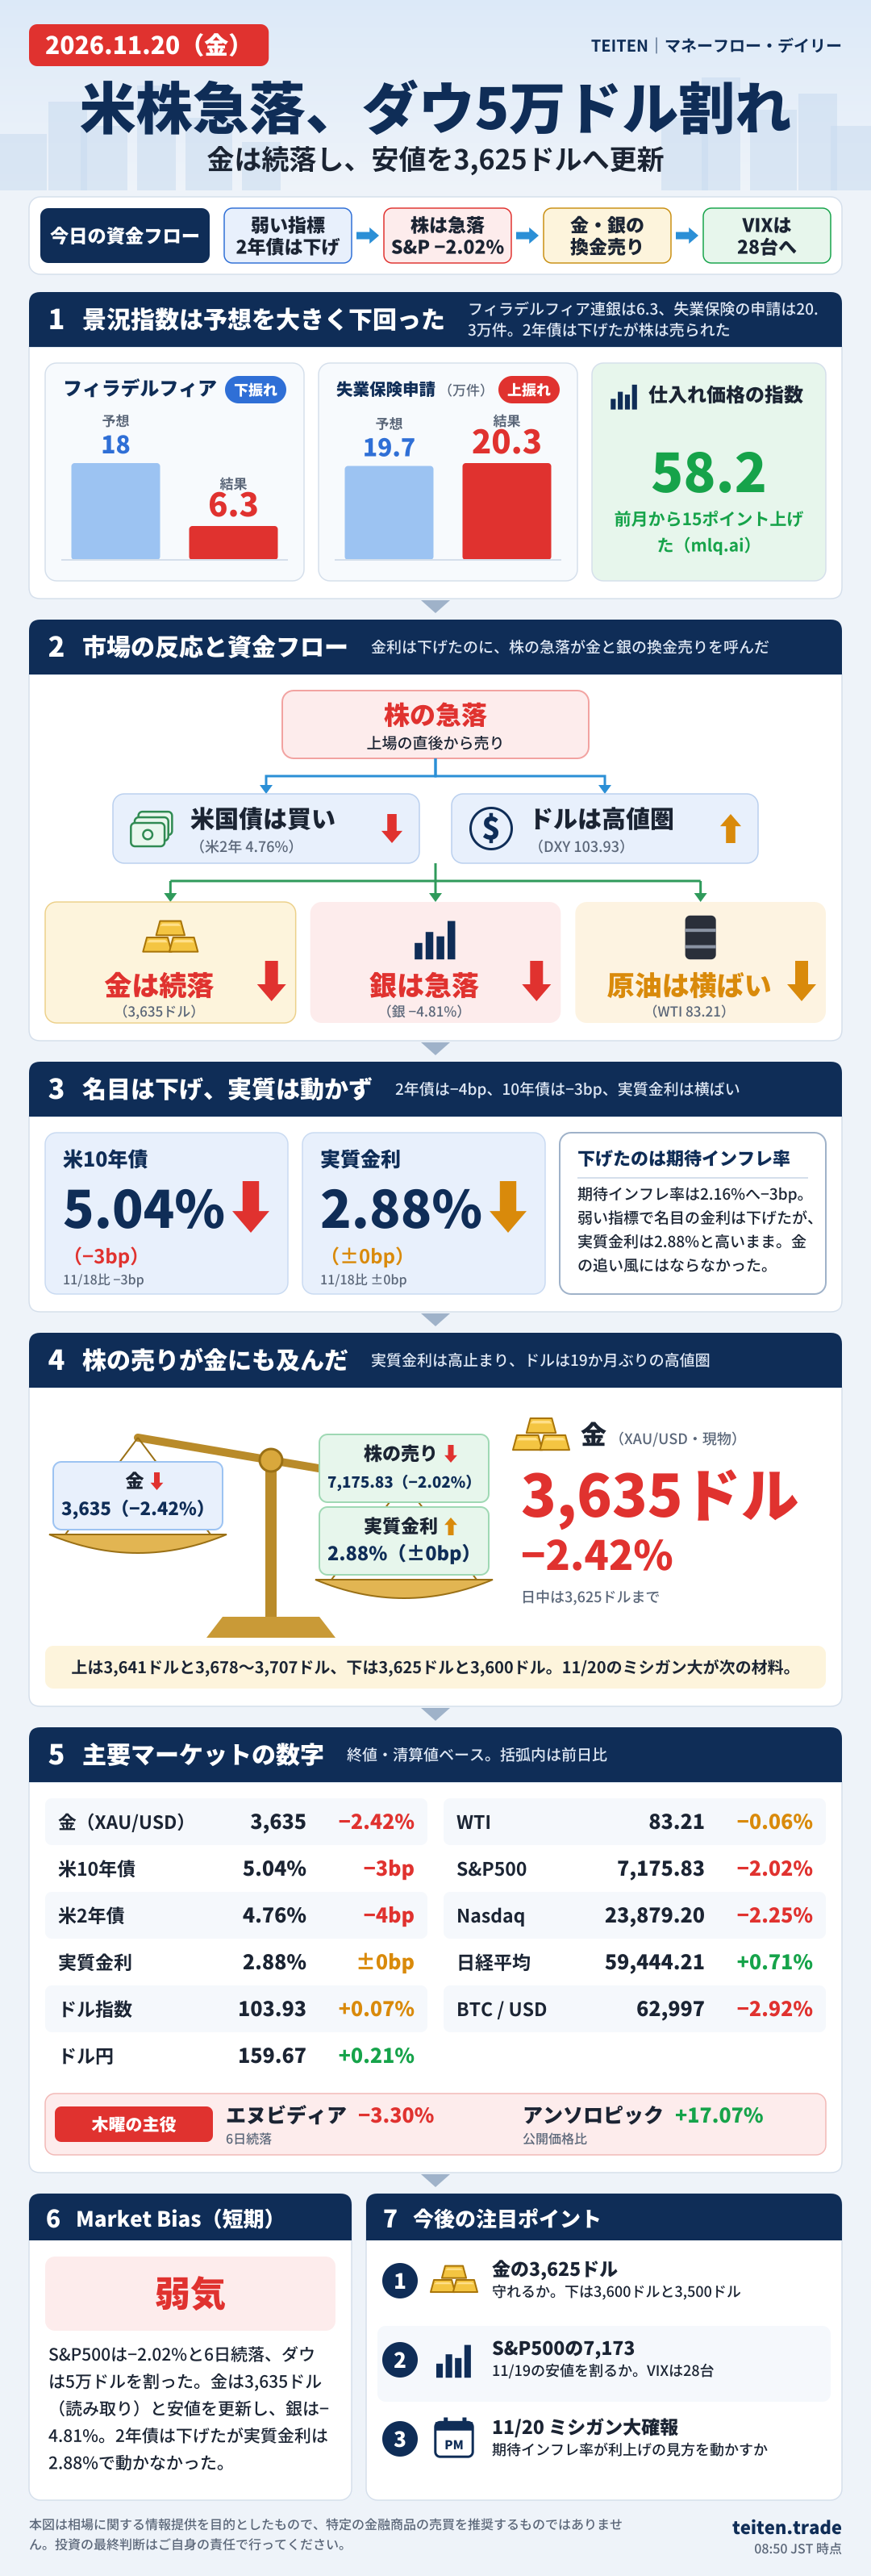 2026.11.20（金）
TEITEN｜マネーフロー・デイリー
米株急落、ダウ5万ドル割れ
金は続落し、安値を3,625ドルへ更新
今日の資金フロー
弱い指標
2年債は下げ
株は急落
S&P −2.02%
金・銀の
換金売り
VIXは
28台へ
1 景況指数は予想を大きく下回った
フィラデルフィア連銀は6.3、失業保険の申請は20.
3万件。2年債は下げたが株は売られた
フィラデルフィア 下振れ
予想
18
結果
6.3
失業保険申請（万件） 上振れ
予想
19.7
結果
20.3
仕入れ価格の指数
58.2
前月から15ポイント上げ
た（mlq.ai）
2 市場の反応と資金フロー 金利は下げたのに、株の急落が金と銀の換金売りを呼んだ
株の急落
上場の直後から売り
米国債は買い
（米2年 4.76%）
$
ドルは高値圏
（DXY 103.93）
金は続落
（3,635ドル）
銀は急落
（銀 −4.81%）
原油は横ばい
（WTI 83.21）
3 名目は下げ、実質は動かず 2年債は−4bp、10年債は−3bp、実質金利は横ばい
米10年債
5.04%
（−3bp）
11/18比 −3bp
実質金利
2.88%
（±0bp）
11/18比 ±0bp
下げたのは期待インフレ率
期待インフレ率は2.16%へ−3bp。
弱い指標で名目の金利は下げたが、
実質金利は2.88%と高いまま。金
の追い風にはならなかった。
4 株の売りが金にも及んだ 実質金利は高止まり、ドルは19か月ぶりの高値圏
金
3,635（−2.42%）
株の売り
7,175.83（−2.02%）
実質金利
2.88%（±0bp）
金（XAU/USD・現物）
3,635ドル
−2.42%
日中は3,625ドルまで
上は3,641ドルと3,678〜3,707ドル、下は3,625ドルと3,600ドル。11/20のミシガン大が次の材料。
5 主要マーケットの数字 終値・清算値ベース。括弧内は前日比
金（XAU/USD） 3,635 −2.42%
米10年債 5.04% −3bp
米2年債 4.76% −4bp
実質金利 2.88% ±0bp
ドル指数 103.93 +0.07%
ドル円 159.67 +0.21%
WTI 83.21 −0.06%
S&P500 7,175.83 −2.02%
Nasdaq 23,879.20 −2.25%
日経平均 59,444.21 +0.71%
BTC / USD 62,997 −2.92%
木曜の主役
エヌビディア −3.30%
6日続落
アンソロピック +17.07%
公開価格比
6 Market Bias（短期）
弱気
S&P500は−2.02%と6日続落、ダウ
は5万ドルを割った。金は3,635ドル
（読み取り）と安値を更新し、銀は−
4.81%。2年債は下げたが実質金利は
2.88%で動かなかった。
7 今後の注目ポイント
1
金の3,625ドル
守れるか。下は3,600ドルと3,500ドル
2
S&P500の7,173
11/19の安値を割るか。VIXは28台
3
PM
11/20 ミシガン大確報
期待インフレ率が利上げの見方を動かすか
本図は相場に関する情報提供を目的としたもので、特定の金融商品の売買を推奨するものではありませ
ん。投資の最終判断はご自身の責任で行ってください。
teiten.trade
08:50 JST 時点